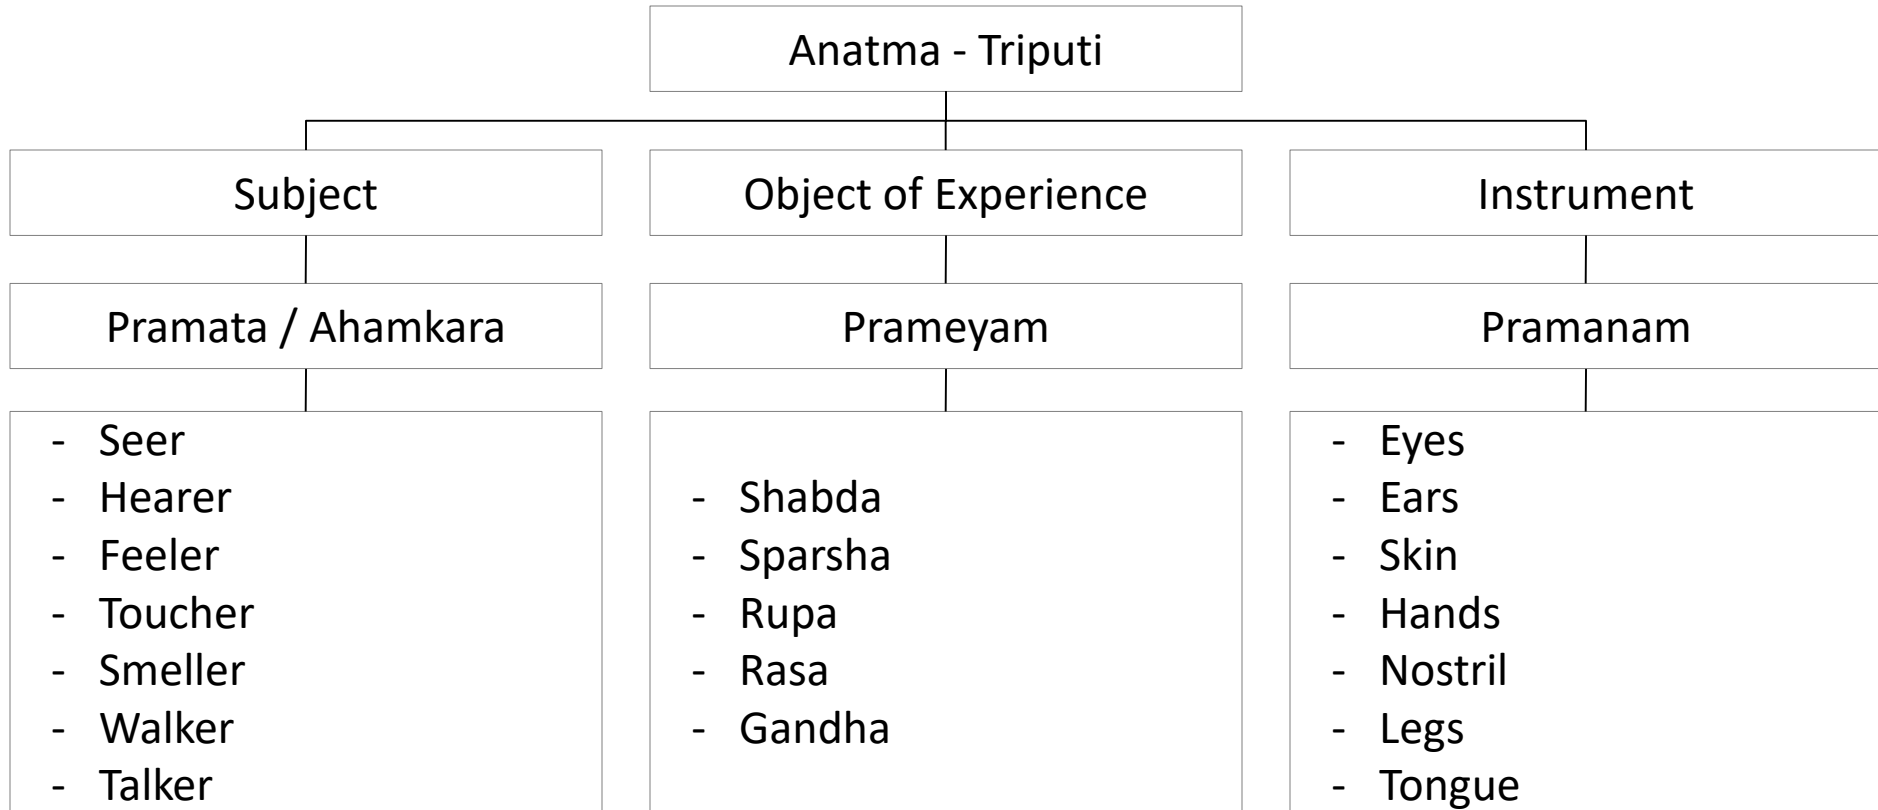 Anatma - Triputi
Subject
Object of Experience
Instrument
Pramata / Ahamkara
Prameyam
Pramanam
- Seer
- Hearer
- Feeler
- Toucher
- Smeller
- Walker
- Talker
- Shabda
- Sparsha
- Rupa
- Rasa
- Gandha
- Eyes
- Ears
- Skin
- Hands
- Nostril
- Legs
- Tongue